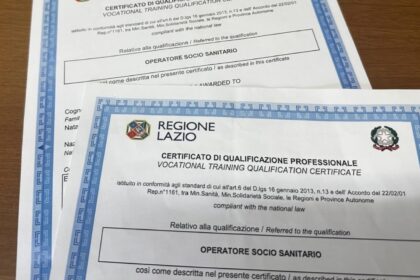 CERTIFICATO DI QUALIFICAZIONE PROFESSIONALE
VOCATIONAL TRAINING QUALIFICATION CERTIFICATE
compliant with the national law
Relativo alla qualificazione / Referred to the qualification
OPERATORE SOCIO SANITARIO
così come descritta nel presente certificato / as described in this certificate
AWARDED TO
Cogno
Nazi
REGIONE
LAZIO
CERTIFICATO DI QUALIFICAZIONE PROFESSIONALE
VOCATIONAL TRAINING QUALIFICATION CERTIFICATE
istituito in conformità agli standard di cui all'art.6 del D.lgs 16 gennaio 2013, n.13 e dell' Accordo del 22/02/01
Rep.n°1161, tra Min.Sanità, Min.Solidarietà Sociale, le Regioni e Province Autonome
compliant with the national law
Relativo alla qualificazione / Referred to the qualification
OPERATORE SOCIO SANITARIO
così come descritta nel presente certificato / as described in this certificate